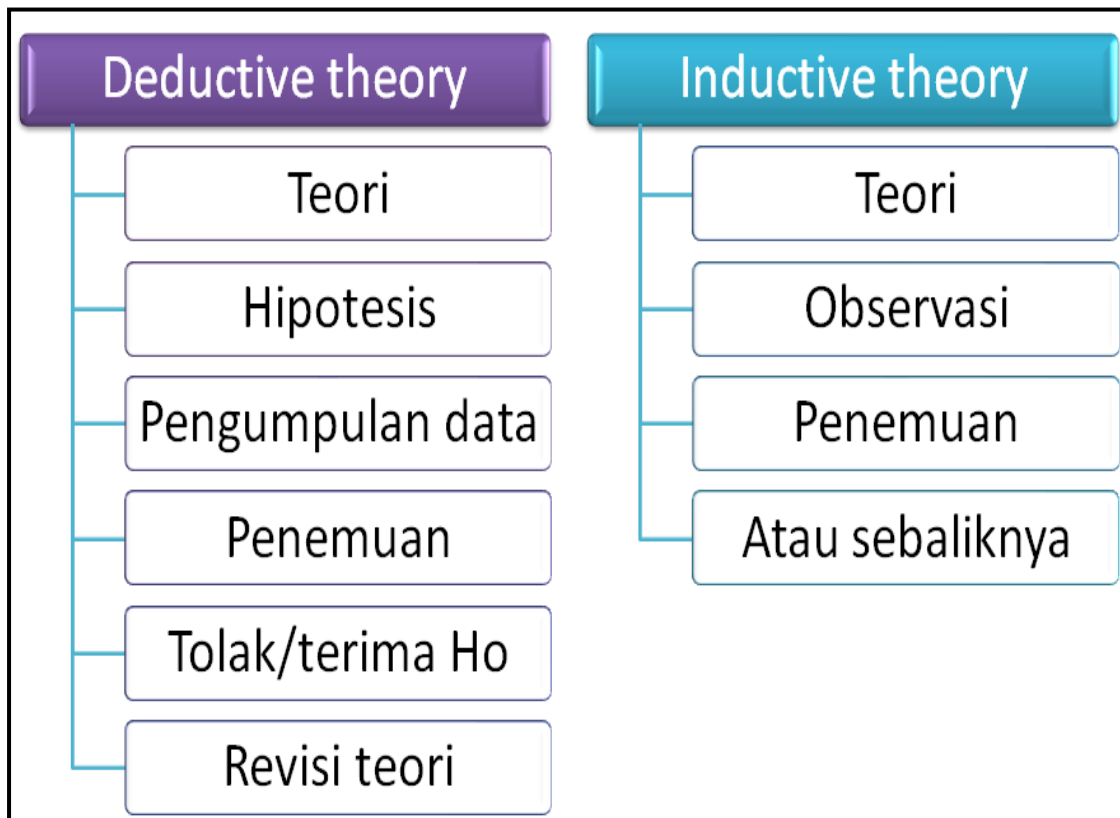 Deductive theory
Teori
Hipotesis
Pengumpulan data
Penemuan
Tolak/terima Ho
Revisi teori
Inductive theory
Teori
Observasi
Penemuan
Atau sebaliknya